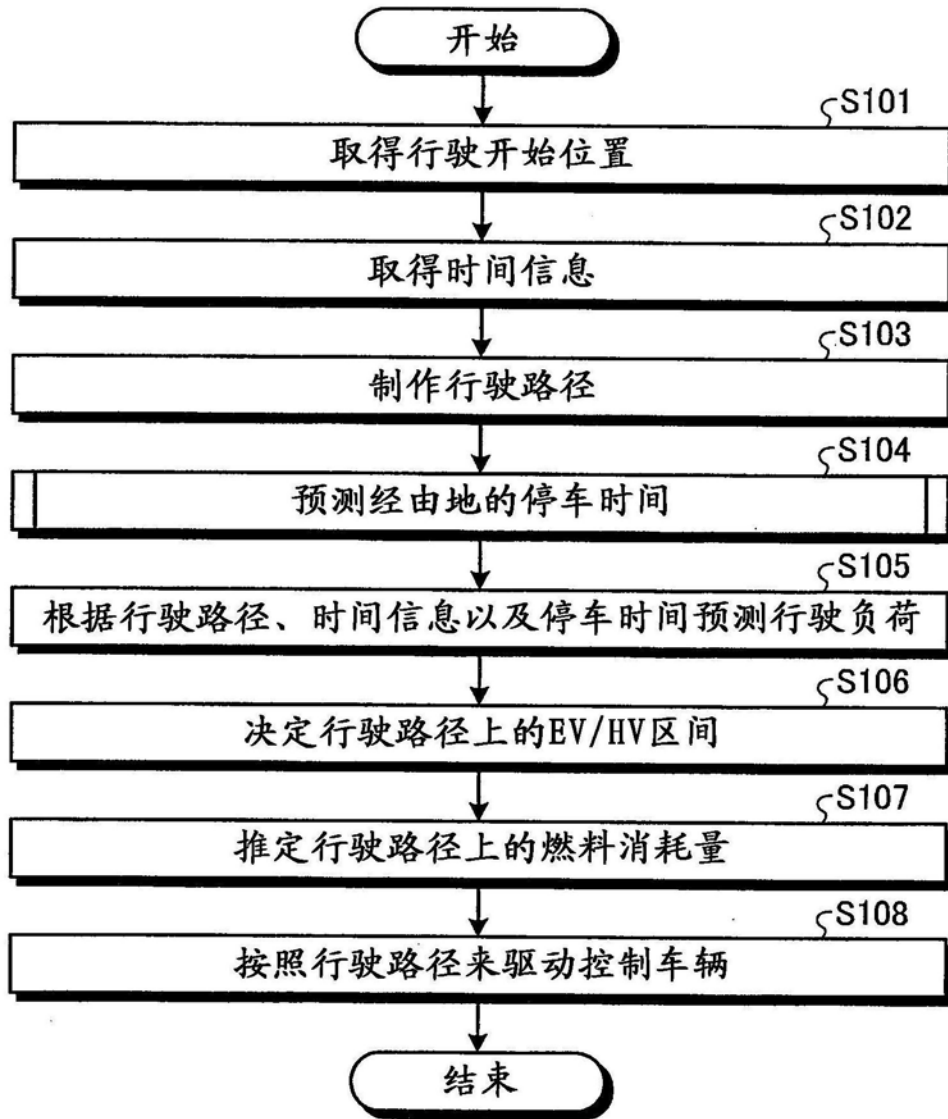 开始
S101
取得行驶开始位置
S102
取得时间信息
S103
制作行驶路径
S104
预测经由地的停车时间
S105
根据行驶路径、时间信息以及停车时间预测行驶负荷
S106
决定行驶路径上的EV/HV区间
S107
推定行驶路径上的燃料消耗量
S108
按照行驶路径来驱动控制车辆
结束